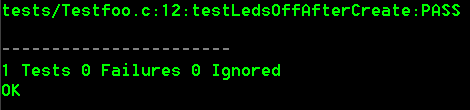 tests/Testfoo.c:12:testLedsOffAfterCreate:PASS
-----------------------
1 Tests 0 Failures 0 Ignored
OK